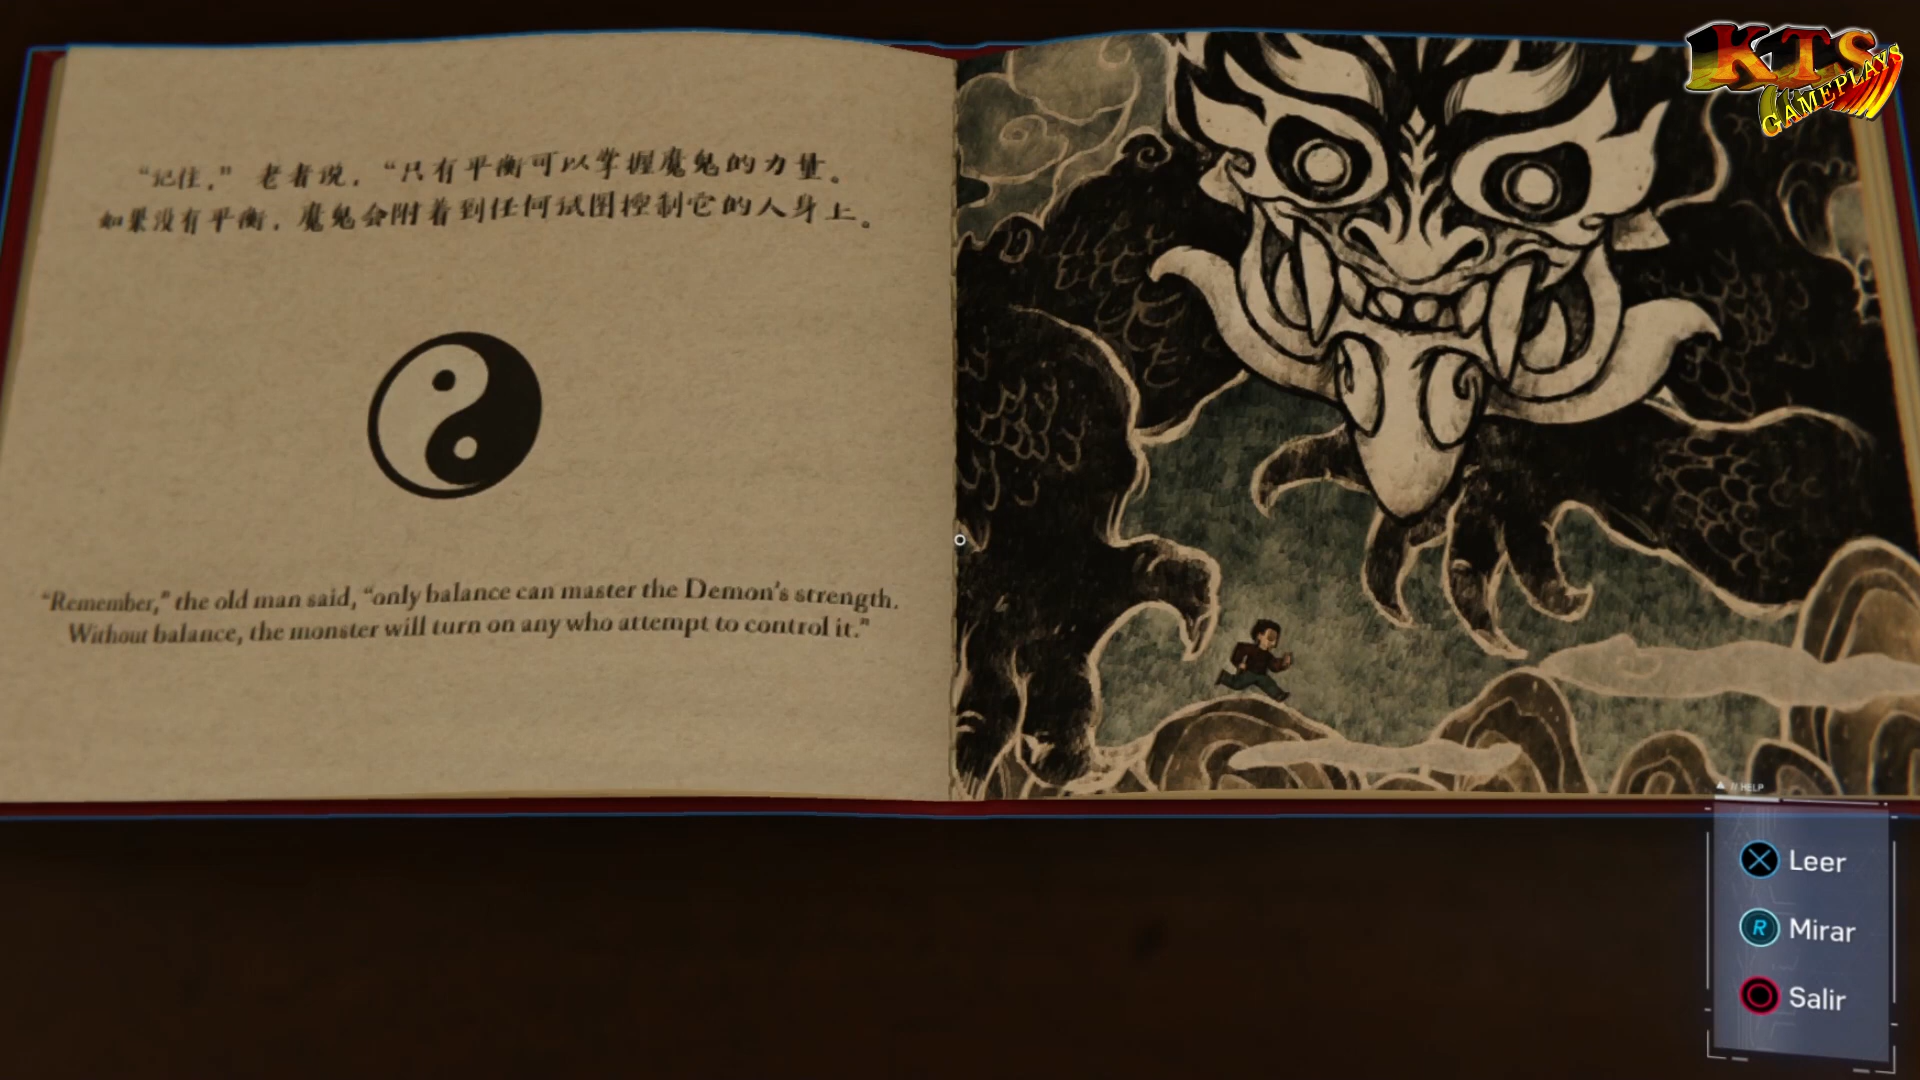 “记住，” 老者说，“只有平衡可以掌握魔鬼的力量。
如果没有平衡，魔鬼会附着到任何试图控制它的人身上。
“Remember,” the old man said, “only balance can master the Demon’s strength.
Without balance, the monster will turn on any who attempt to control it.”
KTS
GAMEPLAYS
// HELP
Leer
R Mirar
Salir